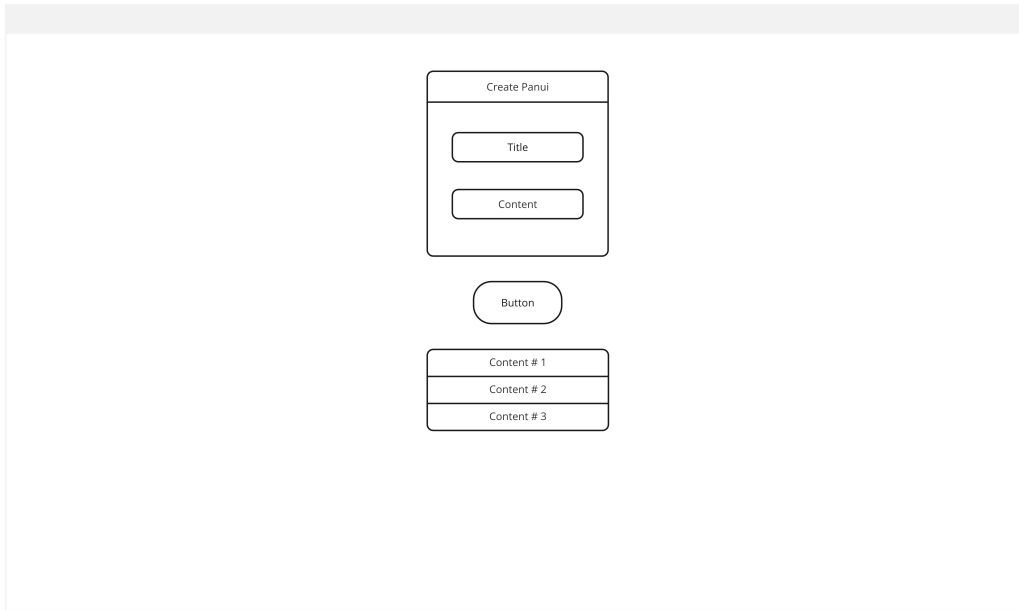 Create Panui
Title
Content
Button
Content # 1
Content # 2
Content # 3